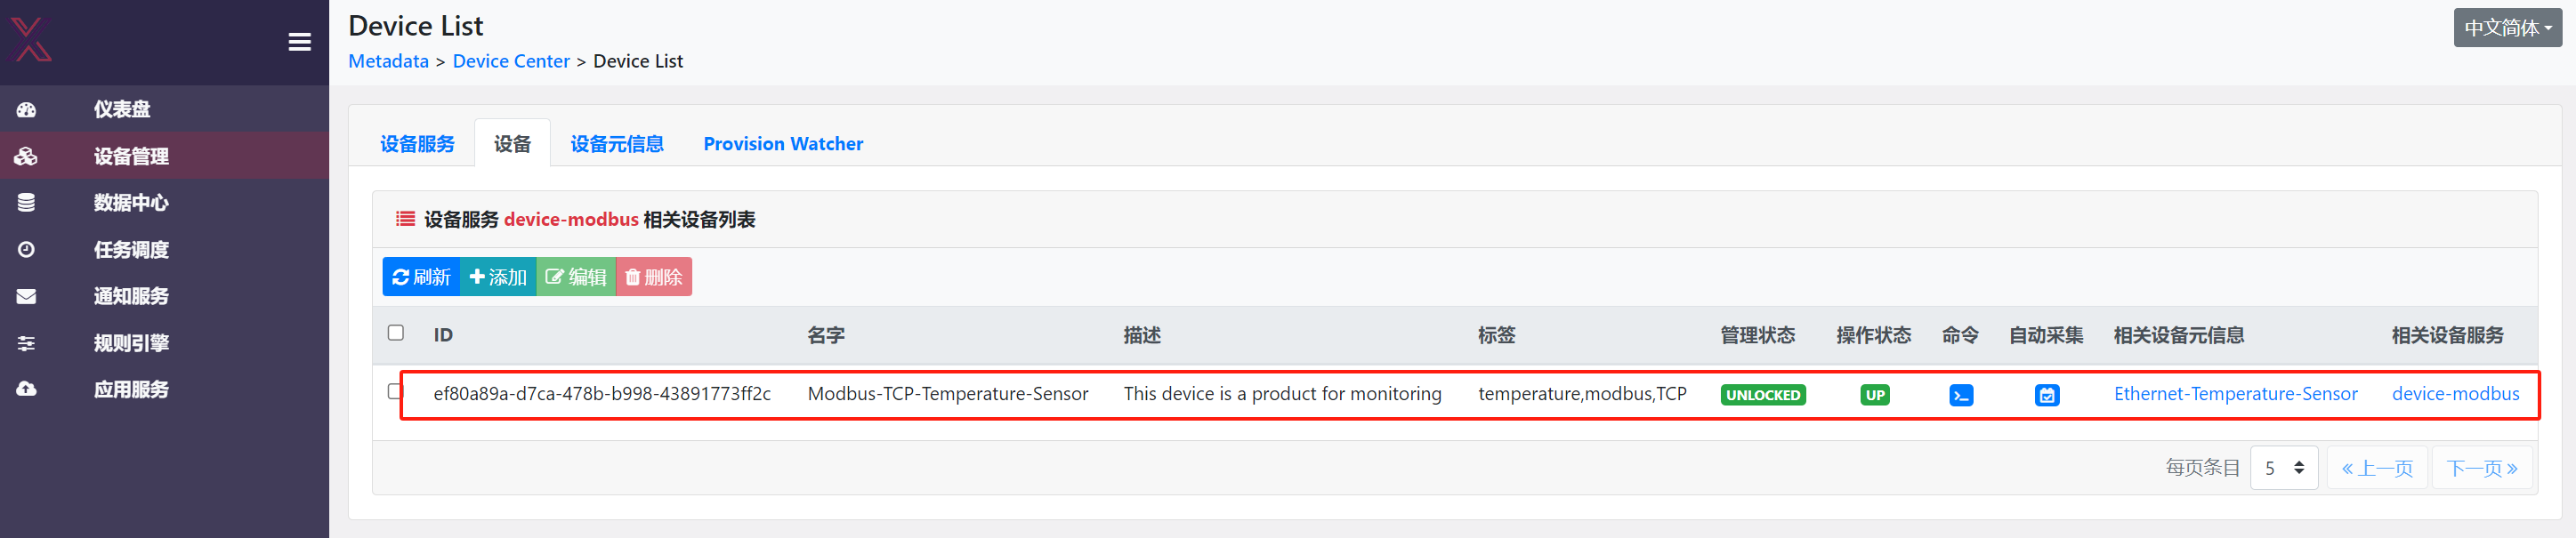 Device List
中文简体
Metadata > Device Center > Device List
仪表盘
设备管理
数据中心
任务调度
通知服务
规则引擎
应用服务
设备服务 设备 设备元信息 Provision Watcher
设备服务 device-modbus 相关设备列表
刷新 添加 编辑 删除
ID 名字 描述 标签 管理状态 操作状态 命令 自动采集 相关设备元信息 相关设备服务
ef80a89a-d7ca-478b-b998-43891773ff2c Modbus-TCP-Temperature-Sensor This device is a product for monitoring temperature,modbus,TCP UNLOCKED UP Ethernet-Temperature-Sensor device-modbus
每页条目 5 « 上一页 下一页 »